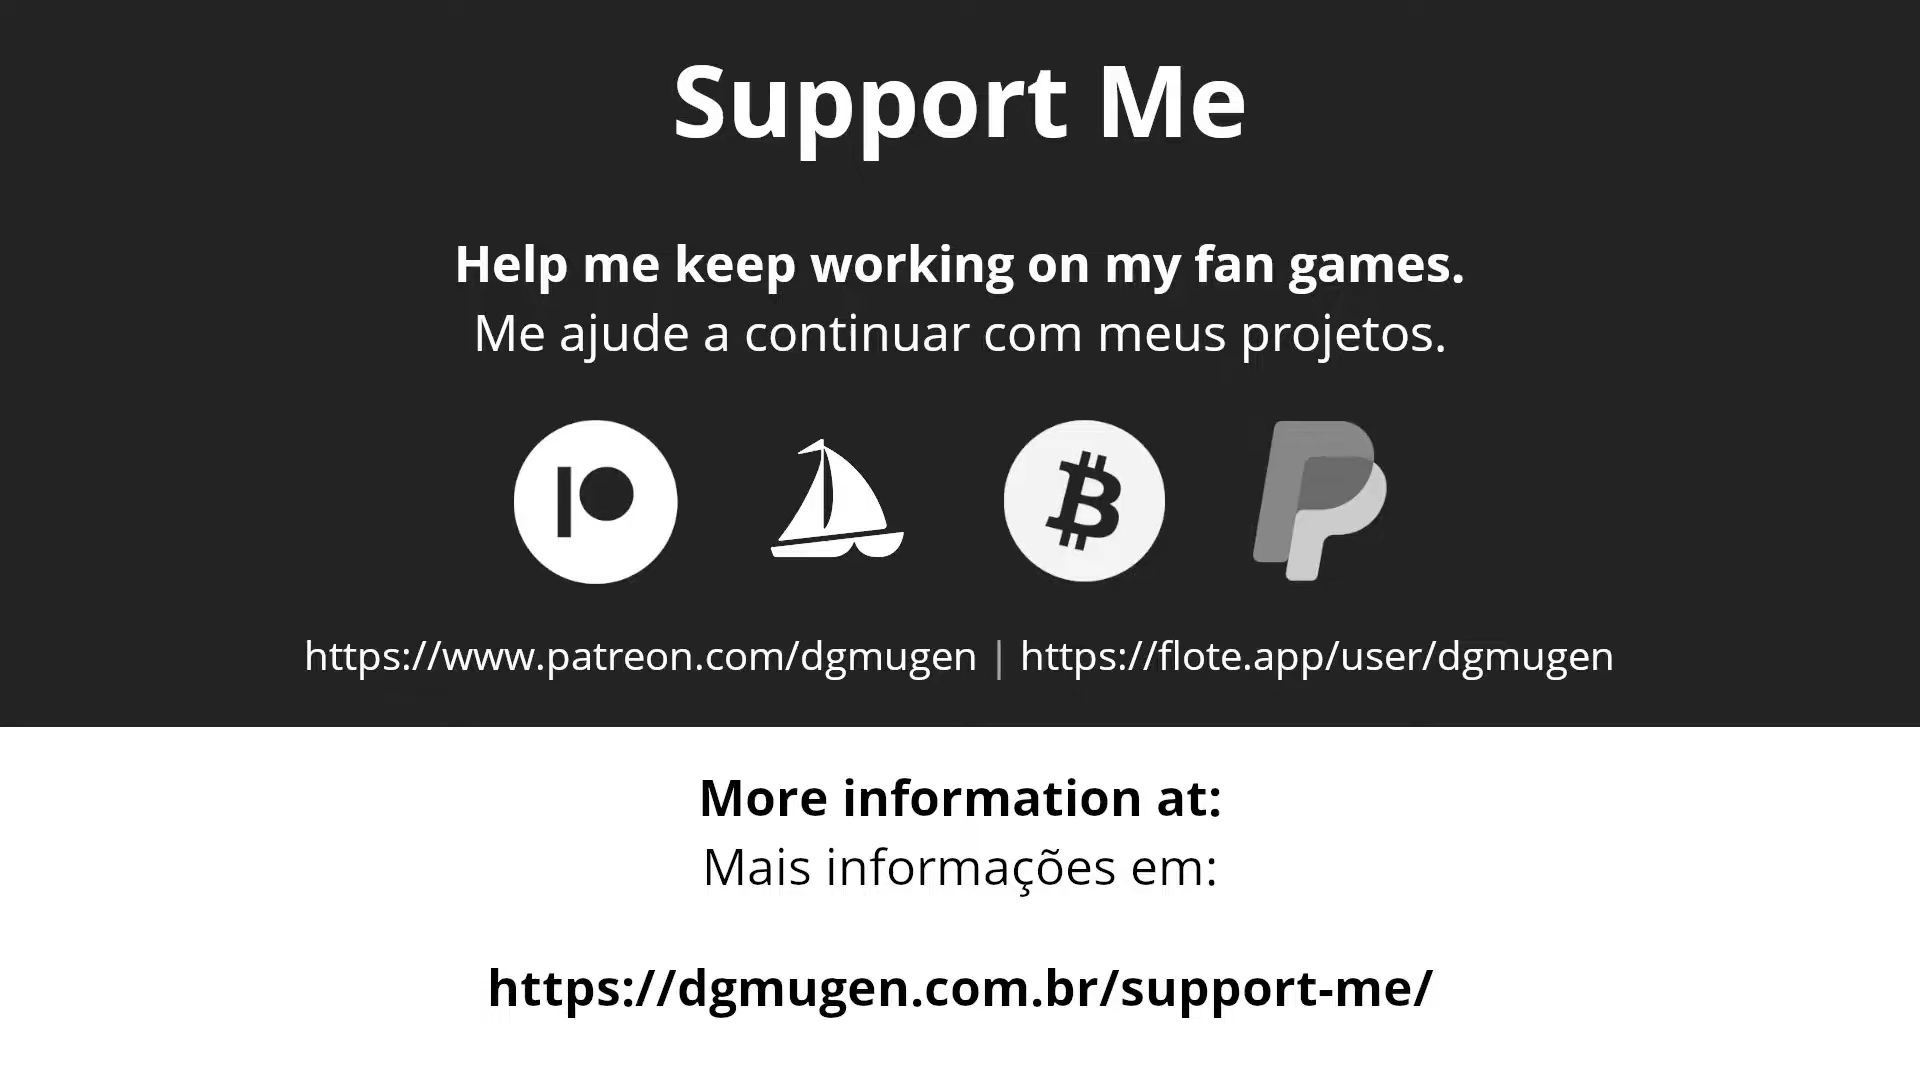 Support Me
Help me keep working on my fan games.
Me ajude a continuar com meus projetos.
https://www.patreon.com/dgmugen | https://flote.app/user/dgmugen
More information at:
Mais informações em:
https://dgmugen.com.br/support-me/